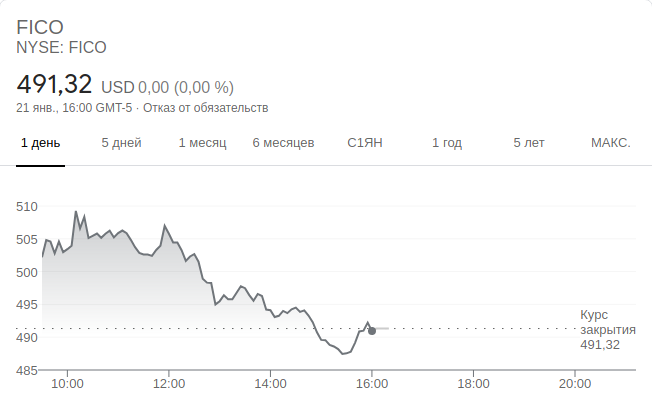 FICO
NYSE: FICO
491,32 USD 0,00 (0,00 %)
21 янв., 16:00 GMT-5 · Отказ от обязательств
1 день 5 дней 1 месяц 6 месяцев С1ЯН 1 год 5 лет МАКС.
510
505
500
495
490
485
Курс
закрытия
491,32
10:00 12:00 14:00 16:00 18:00 20:00